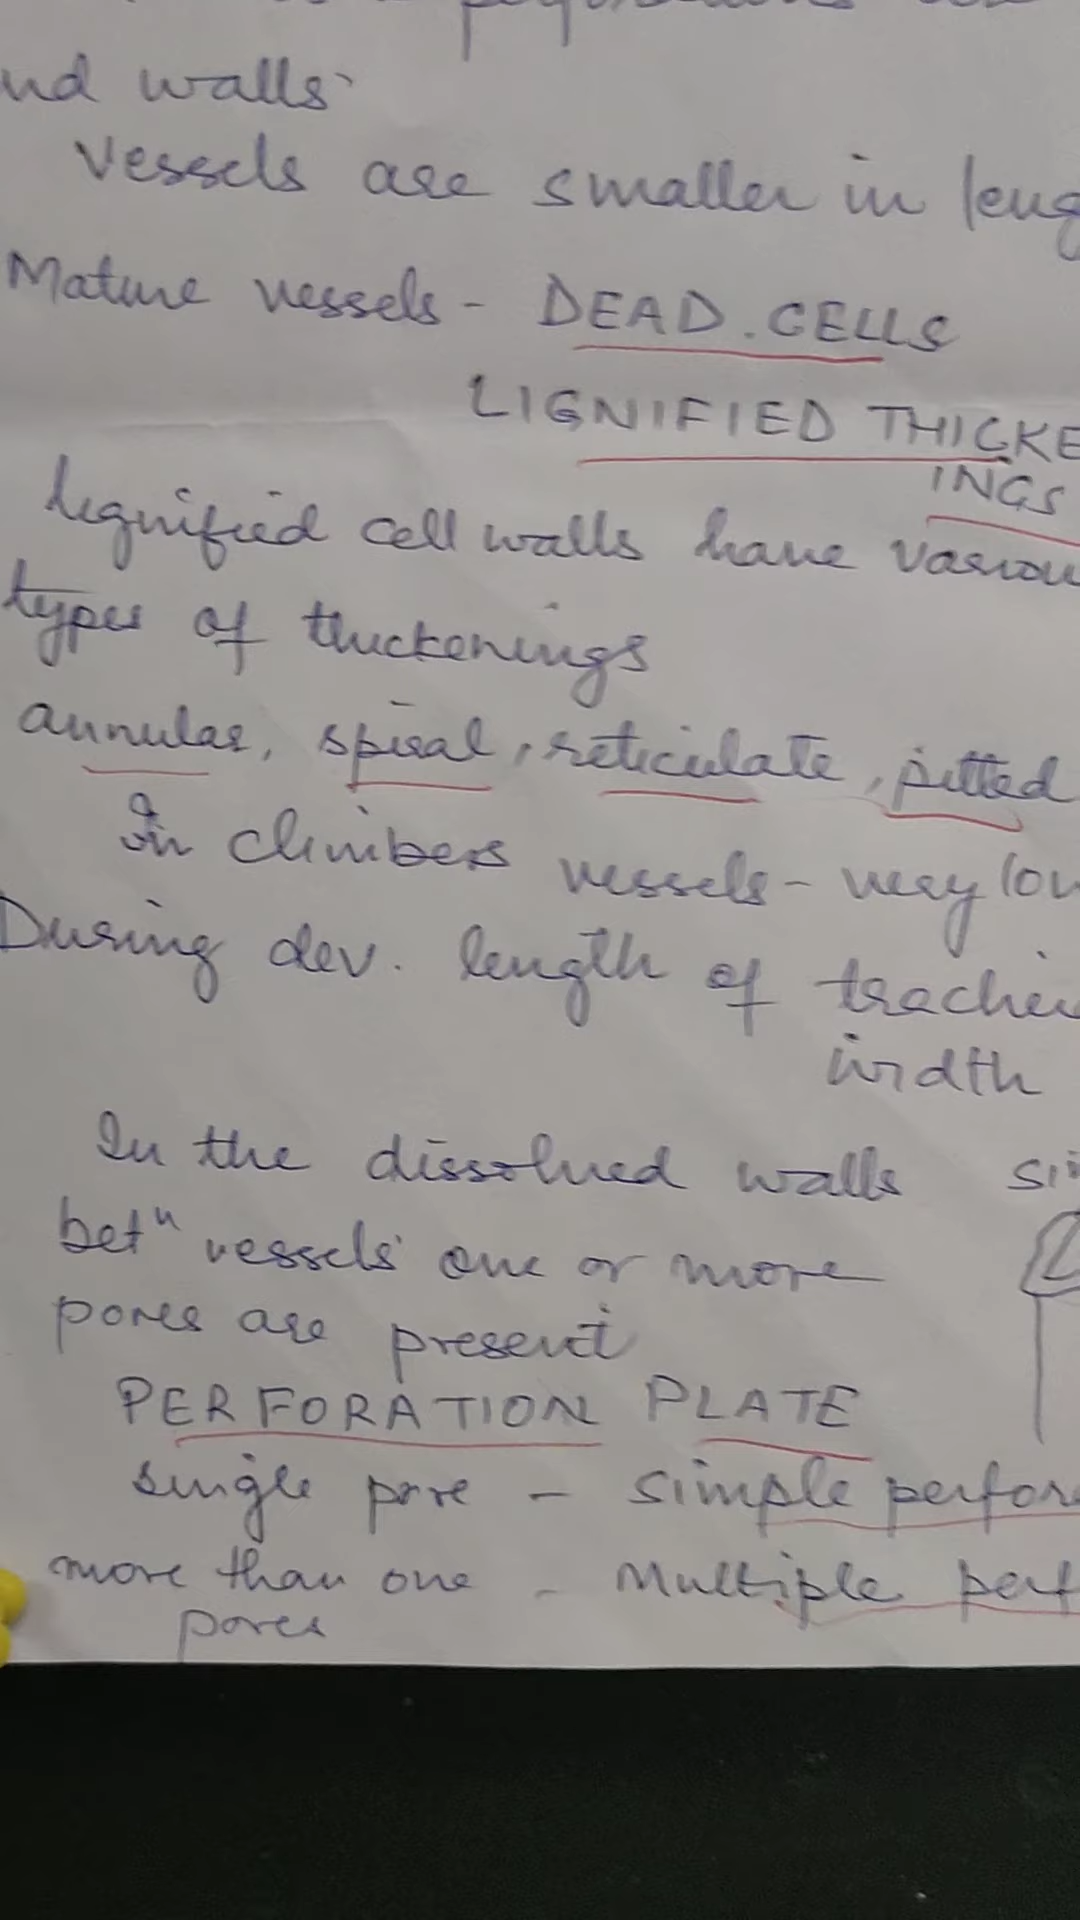 nd walls
Vessels are smaller in leng
Mature vessels - DEAD. CELLS
LIGNIFIED THICKE
INGS
Lignified cell walls have variou
types of thickenings
annular, spiral, reticulate, pitted
In climbers vessels - very lon
During dev. length of trachei
width
In the dissolved walls
betⁿ vessels one or more
pores are present
PERFORATION PLATE
single pore - simple perfor
more than one - Multiple perf
pores